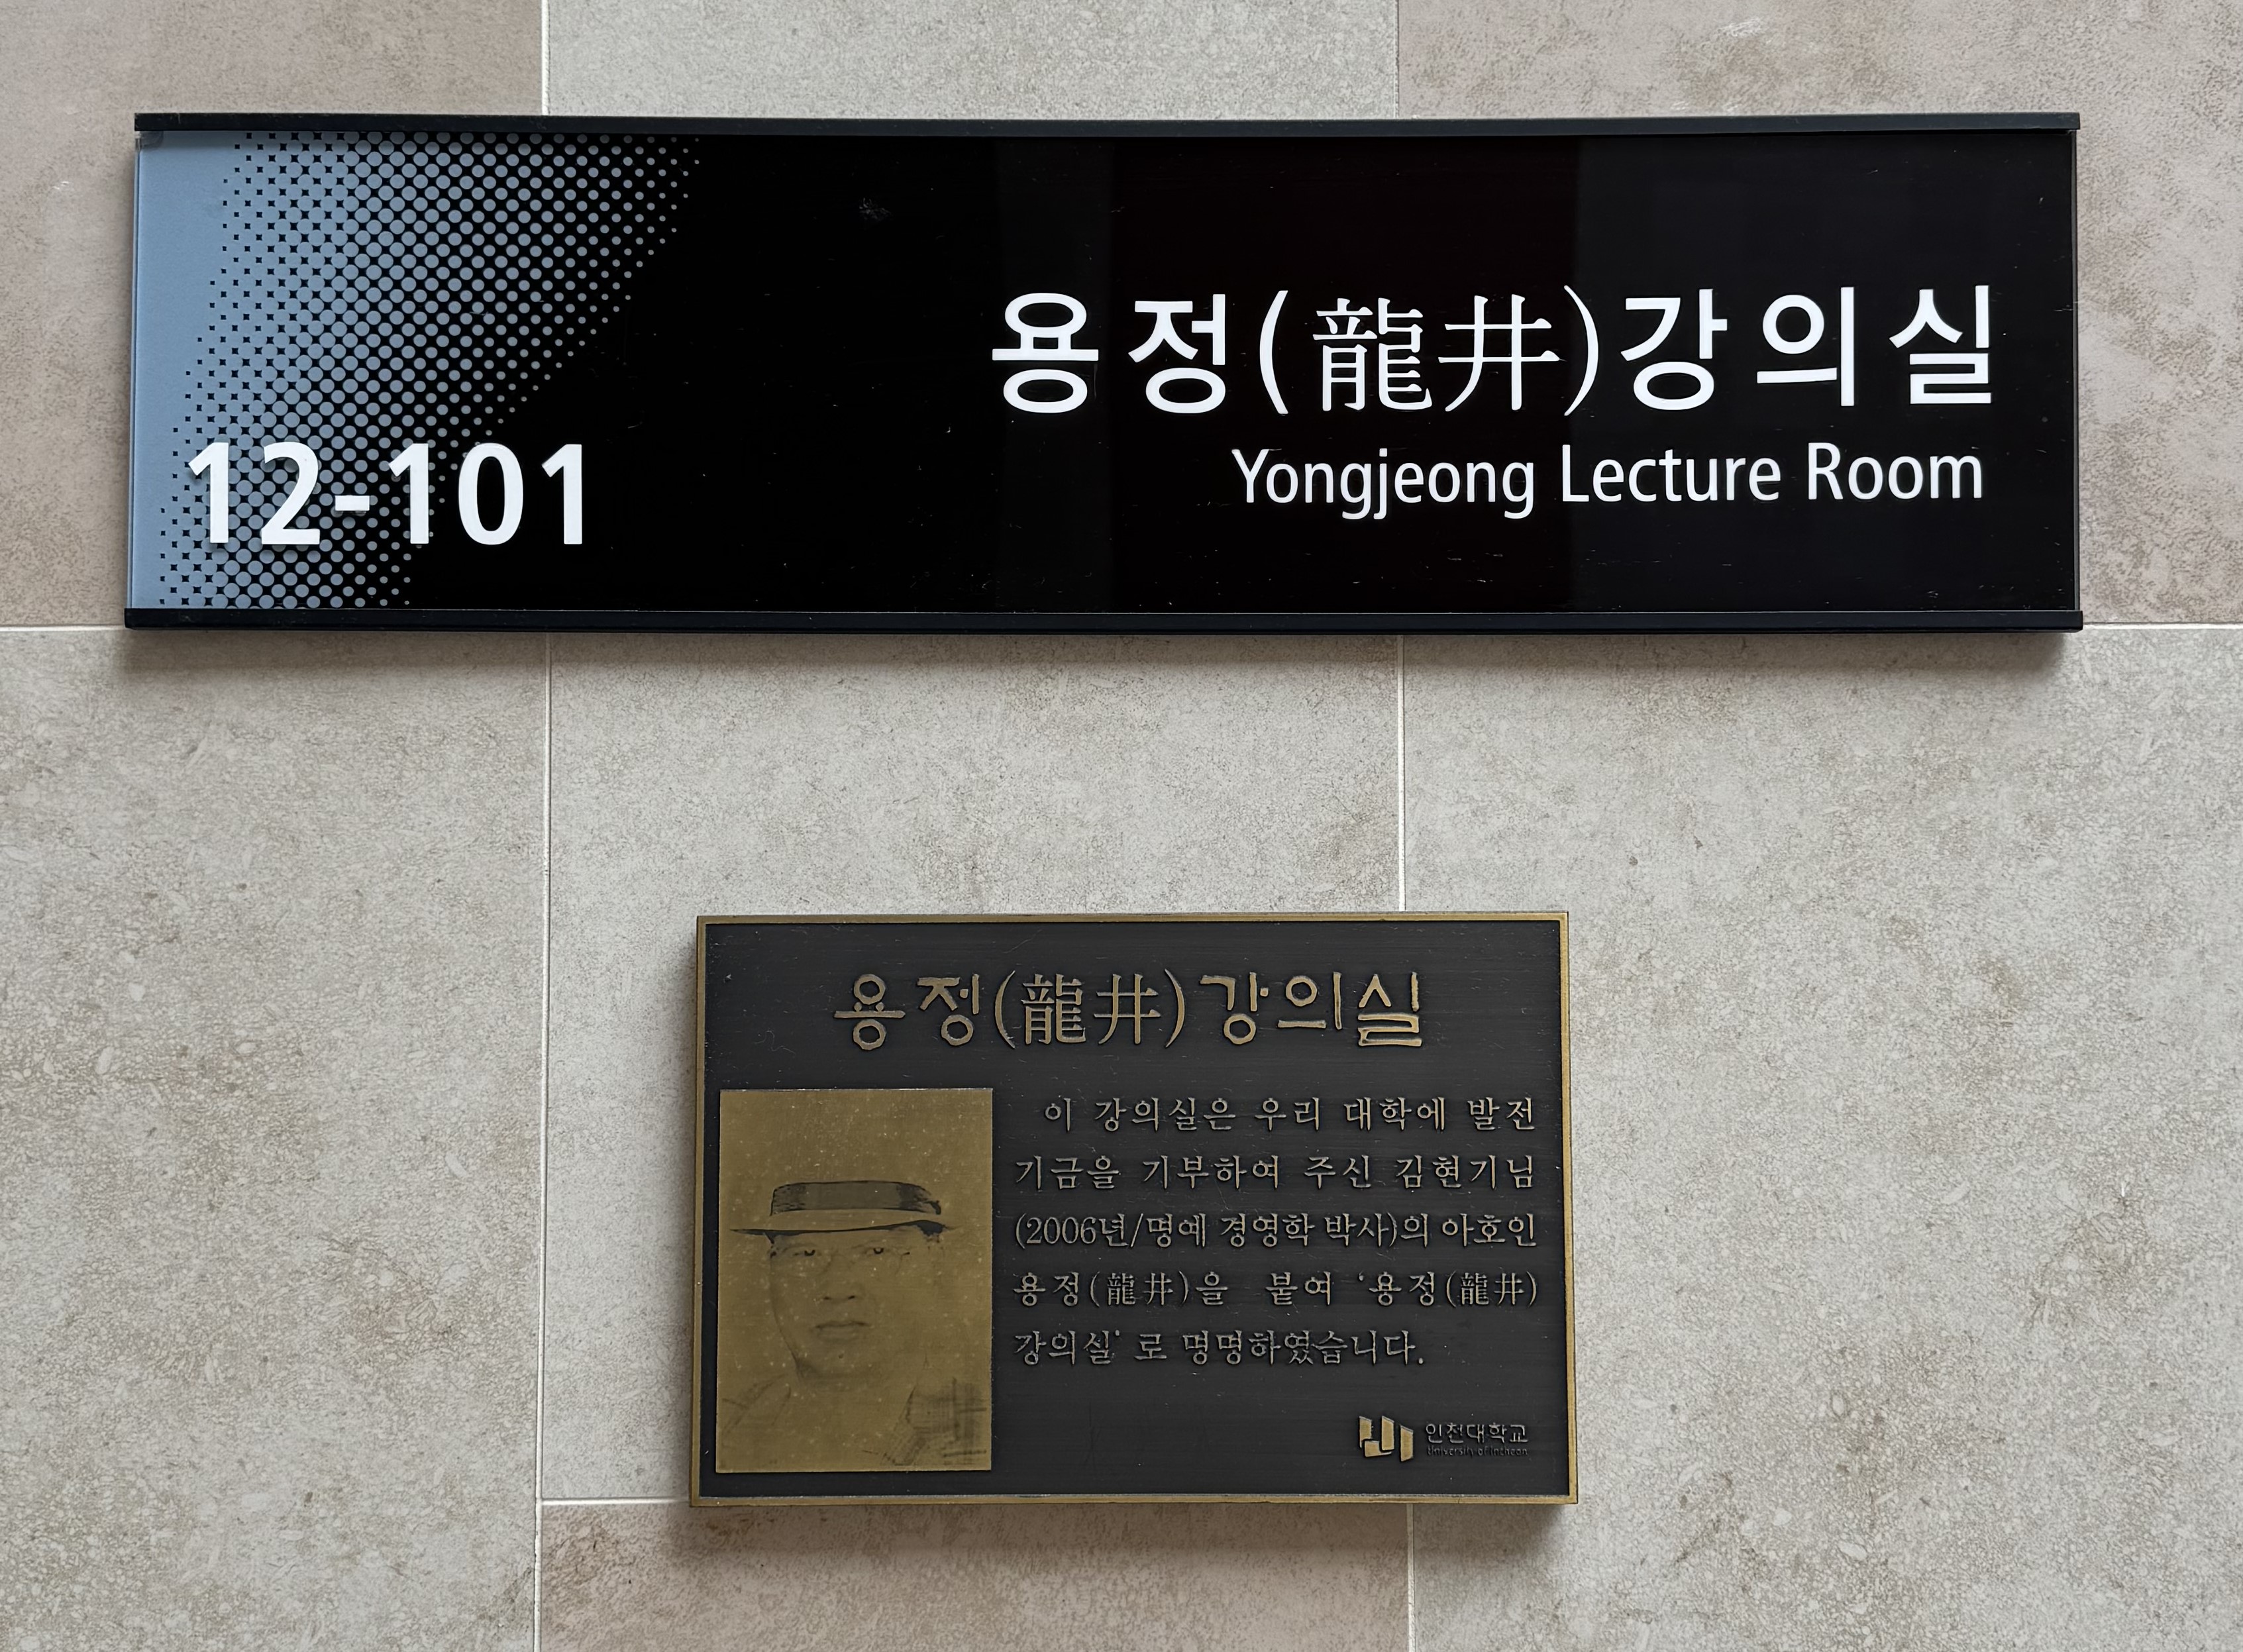 용정(龍井)강의실
Yongjeong Lecture Room
12-101
용정(龍井)강의실
이 강의실은 우리 대학에 발전
기금을 기부하여 주신 김현기님
(2006년/명예 경영학 박사)의 아호인
용정(龍井)을 붙여 '용정(龍井)
강의실' 로 명명하였습니다.
인천대학교
University of Incheon